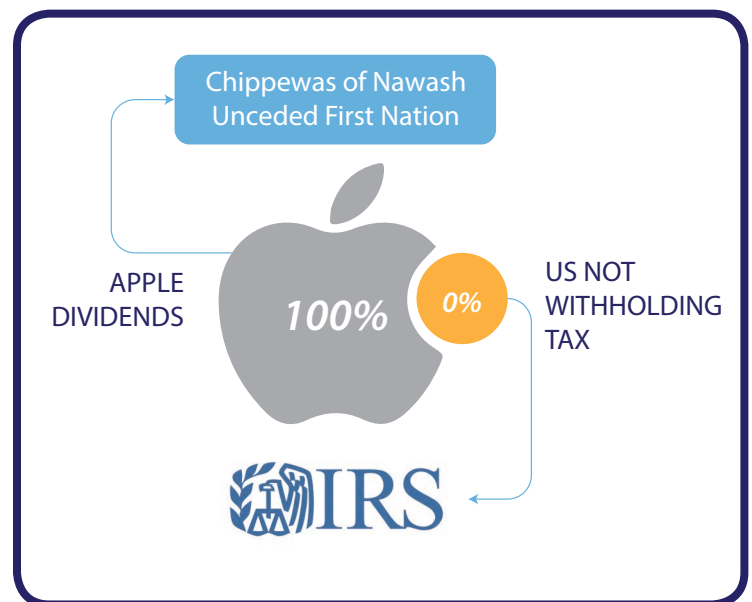 Chippewas of Nawash
Unceded First Nation
APPLE
DIVIDENDS
100%
0%
US NOT
WITHHOLDING
TAX
IRS